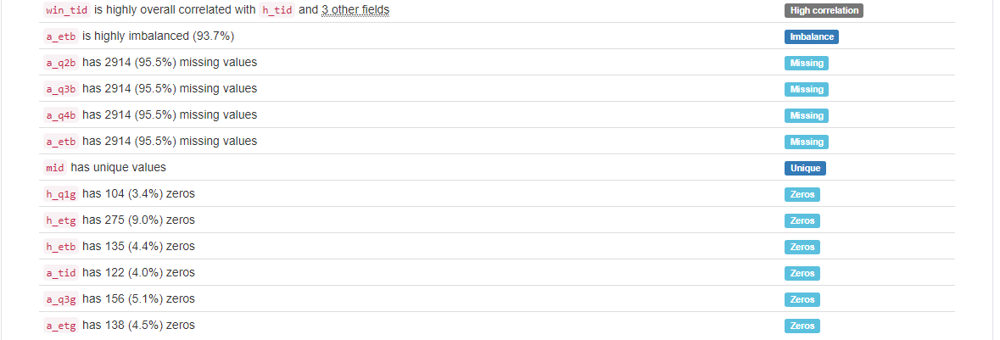 win_tid is highly overall correlated with h_tid and 3 other fields High correlation
a_etb is highly imbalanced (93.7%) Imbalance
a_q2b has 2914 (95.5%) missing values Missing
a_q3b has 2914 (95.5%) missing values Missing
a_q4b has 2914 (95.5%) missing values Missing
a_etb has 2914 (95.5%) missing values Missing
mid has unique values Unique
h_q1g has 104 (3.4%) zeros Zeros
h_etg has 275 (9.0%) zeros Zeros
h_etb has 135 (4.4%) zeros Zeros
a_tid has 122 (4.0%) zeros Zeros
a_q3g has 156 (5.1%) zeros Zeros
a_etg has 138 (4.5%) zeros Zeros